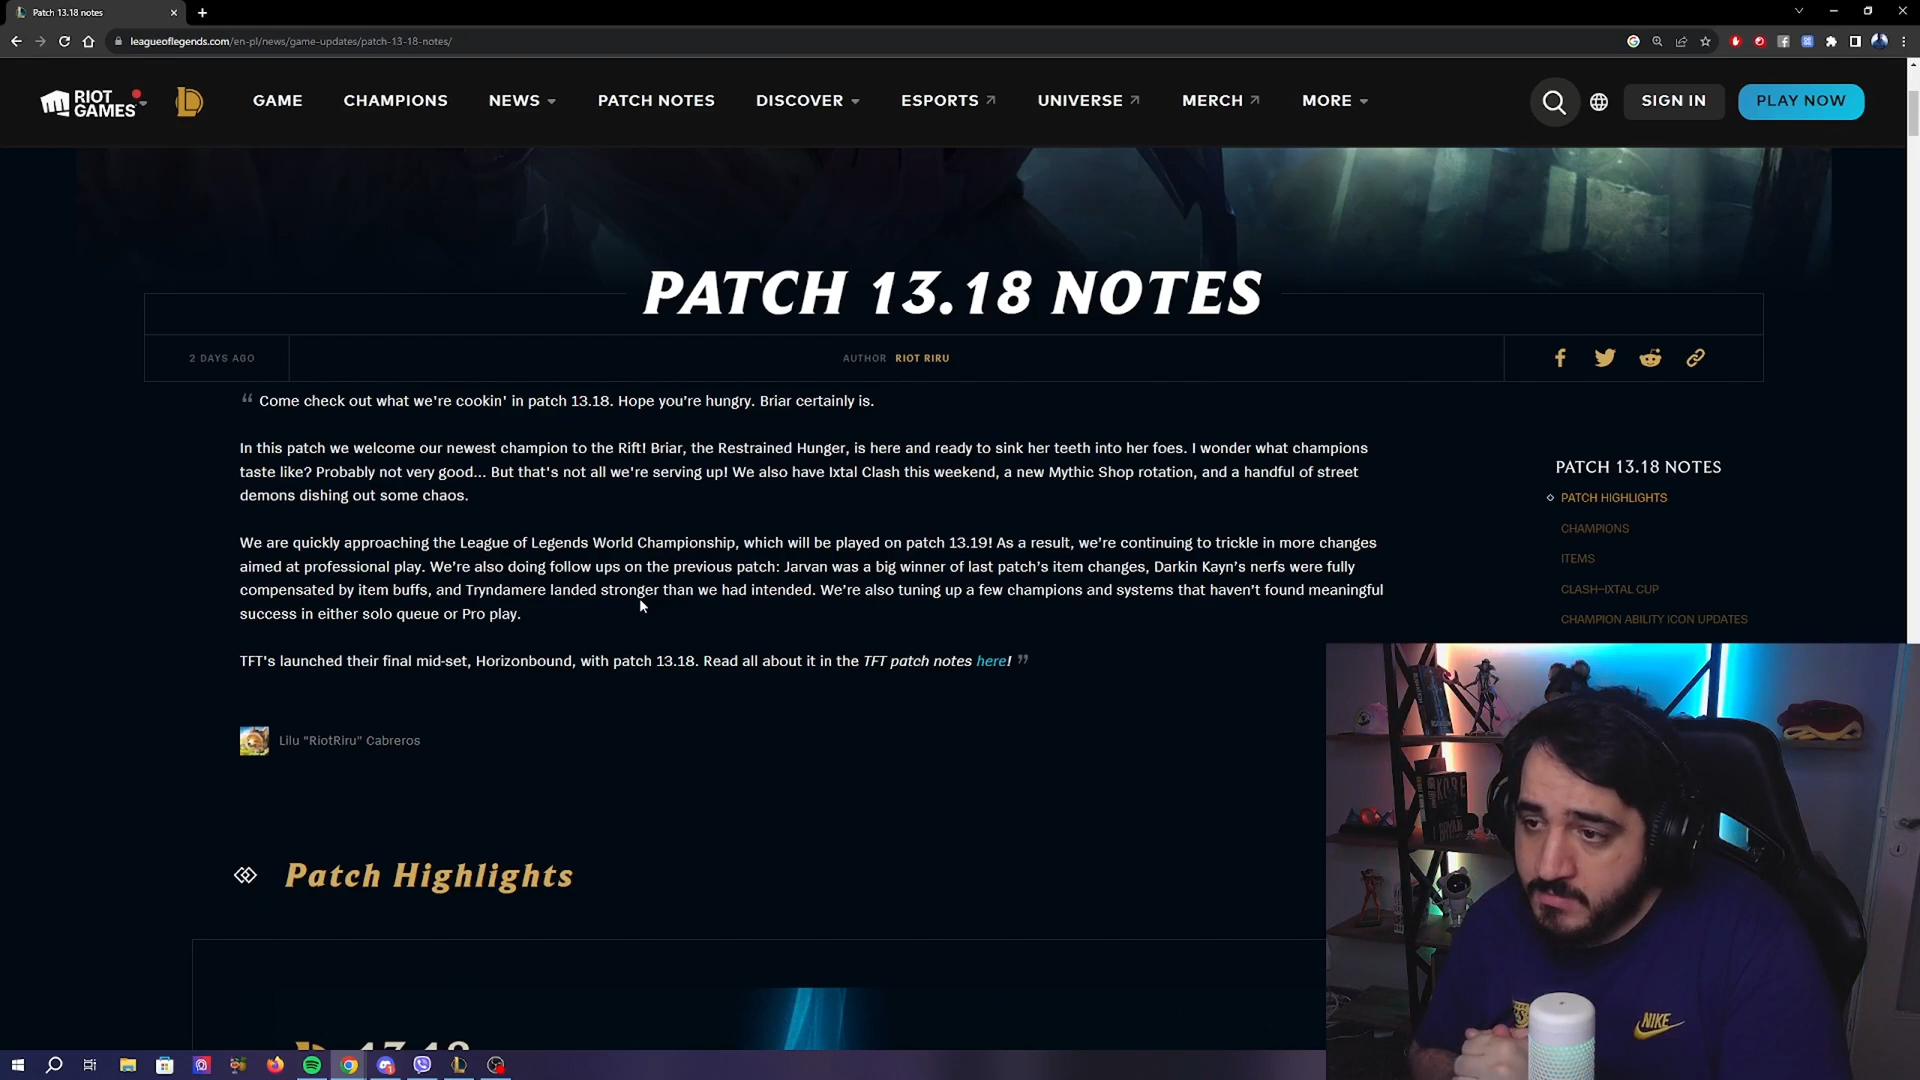 Patch 13.18 notes
leagueoflegends.com/en-pl/news/game-updates/patch-13-18-notes/
RIOT GAMES
GAME
CHAMPIONS
NEWS
PATCH NOTES
DISCOVER
ESPORTS
UNIVERSE
MERCH
MORE
SIGN IN
PLAY NOW
PATCH 13.18 NOTES
2 DAYS AGO
AUTHOR RIOT RIRU
“ Come check out what we're cookin' in patch 13.18. Hope you’re hungry. Briar certainly is.
In this patch we welcome our newest champion to the Rift! Briar, the Restrained Hunger, is here and ready to sink her teeth into her foes. I wonder what champions
taste like? Probably not very good... But that's not all we're serving up! We also have Ixtal Clash this weekend, a new Mythic Shop rotation, and a handful of street
demons dishing out some chaos.
We are quickly approaching the League of Legends World Championship, which will be played on patch 13.19! As a result, we’re continuing to trickle in more changes
aimed at professional play. We’re also doing follow ups on the previous patch: Jarvan was a big winner of last patch’s item changes, Darkin Kayn’s nerfs were fully
compensated by item buffs, and Tryndamere landed stronger than we had intended. We’re also tuning up a few champions and systems that haven’t found meaningful
success in either solo queue or Pro play.
TFT's launched their final mid-set, Horizonbound, with patch 13.18. Read all about it in the TFT patch notes here! ”
Lilu "RiotRiru" Cabreros
PATCH 13.18 NOTES
PATCH HIGHLIGHTS
CHAMPIONS
ITEMS
CLASH–IXTAL CUP
CHAMPION ABILITY ICON UPDATES
Patch Highlights
13.18
KOBE
BRYANT
NIKE